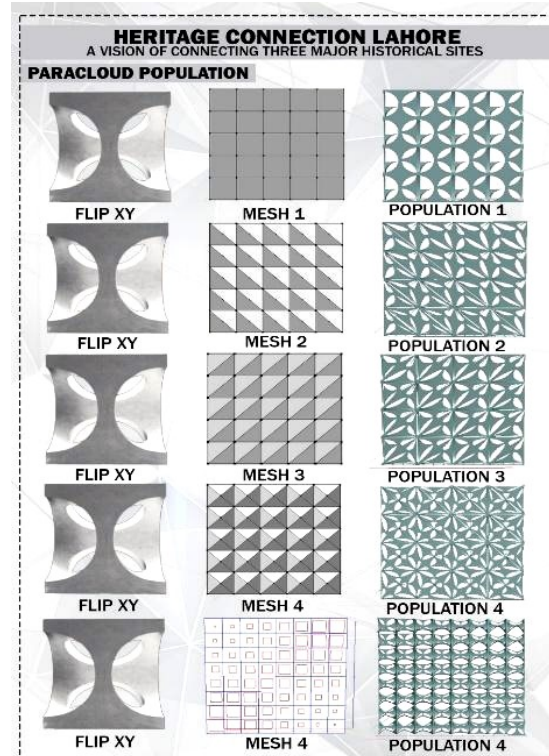 HERITAGE CONNECTION LAHORE
A VISION OF CONNECTING THREE MAJOR HISTORICAL SITES
PARACLOUD POPULATION
FLIP XY MESH 1 POPULATION 1
FLIP XY MESH 2 POPULATION 2
FLIP XY MESH 3 POPULATION 3
FLIP XY MESH 4 POPULATION 4
FLIP XY MESH 4 POPULATION 4